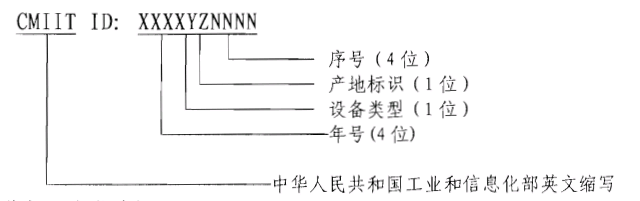 CMIIT ID: XXXXYZNNNN
序号(4位)
产地标识(1位)
设备类型(1位)
年号(4位)
中华人民共和国工业和信息化部英文缩写